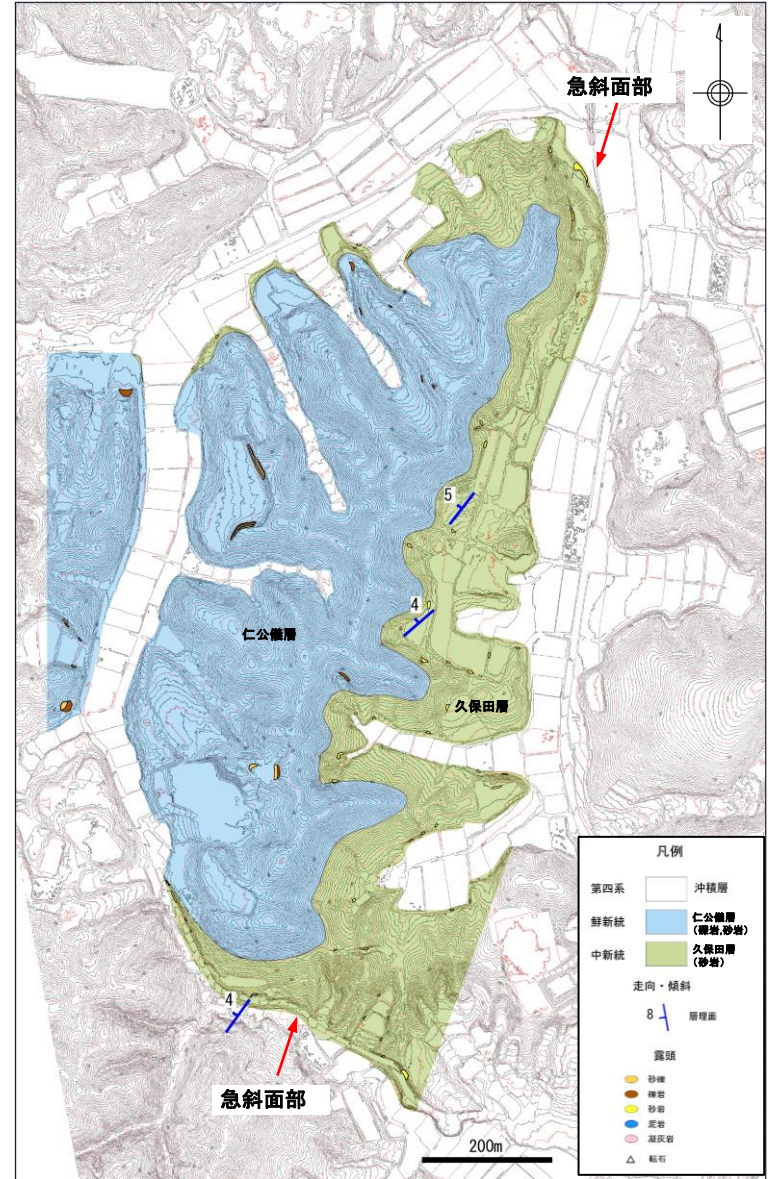 急斜面部
5
4
仁公儀層
久保田層
4
急斜面部
200m
凡例
第四系 沖積層
鮮新統 仁公儀層
(礫岩,砂岩)
中新統 久保田層
(砂岩)
走向・傾斜
8 層理面
露頭
砂礫
礫岩
砂岩
泥岩
凝灰岩
転石